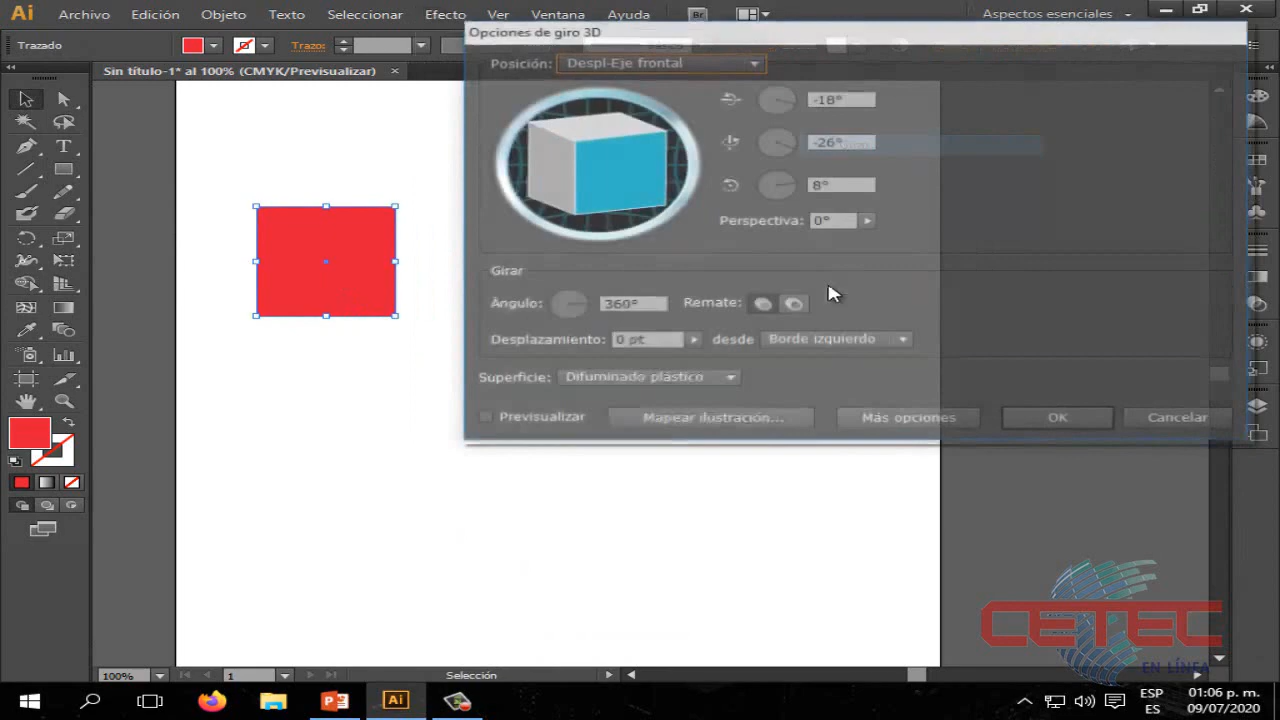 Ai Archivo Edición Objeto Texto Seleccionar Efecto Ver Ventana Ayuda Br Aspectos esenciales
Trazado Trazo:
Opciones de giro 3D
Sin título-1* al 100% (CMYK/Previsualizar)
Posición: Despl-Eje frontal
-18°
-26°
8°
Perspectiva: 0°
Girar
Ángulo: 360° Remate:
Desplazamiento: 0 pt desde Borde izquierdo
Superficie: Difuminado plástico
Previsualizar Mapear ilustración... Más opciones OK Cancelar
CETEC
EN LÍNEA
100% 1 Selección
Ai
ESP
ES
01:06 p. m.
09/07/2020